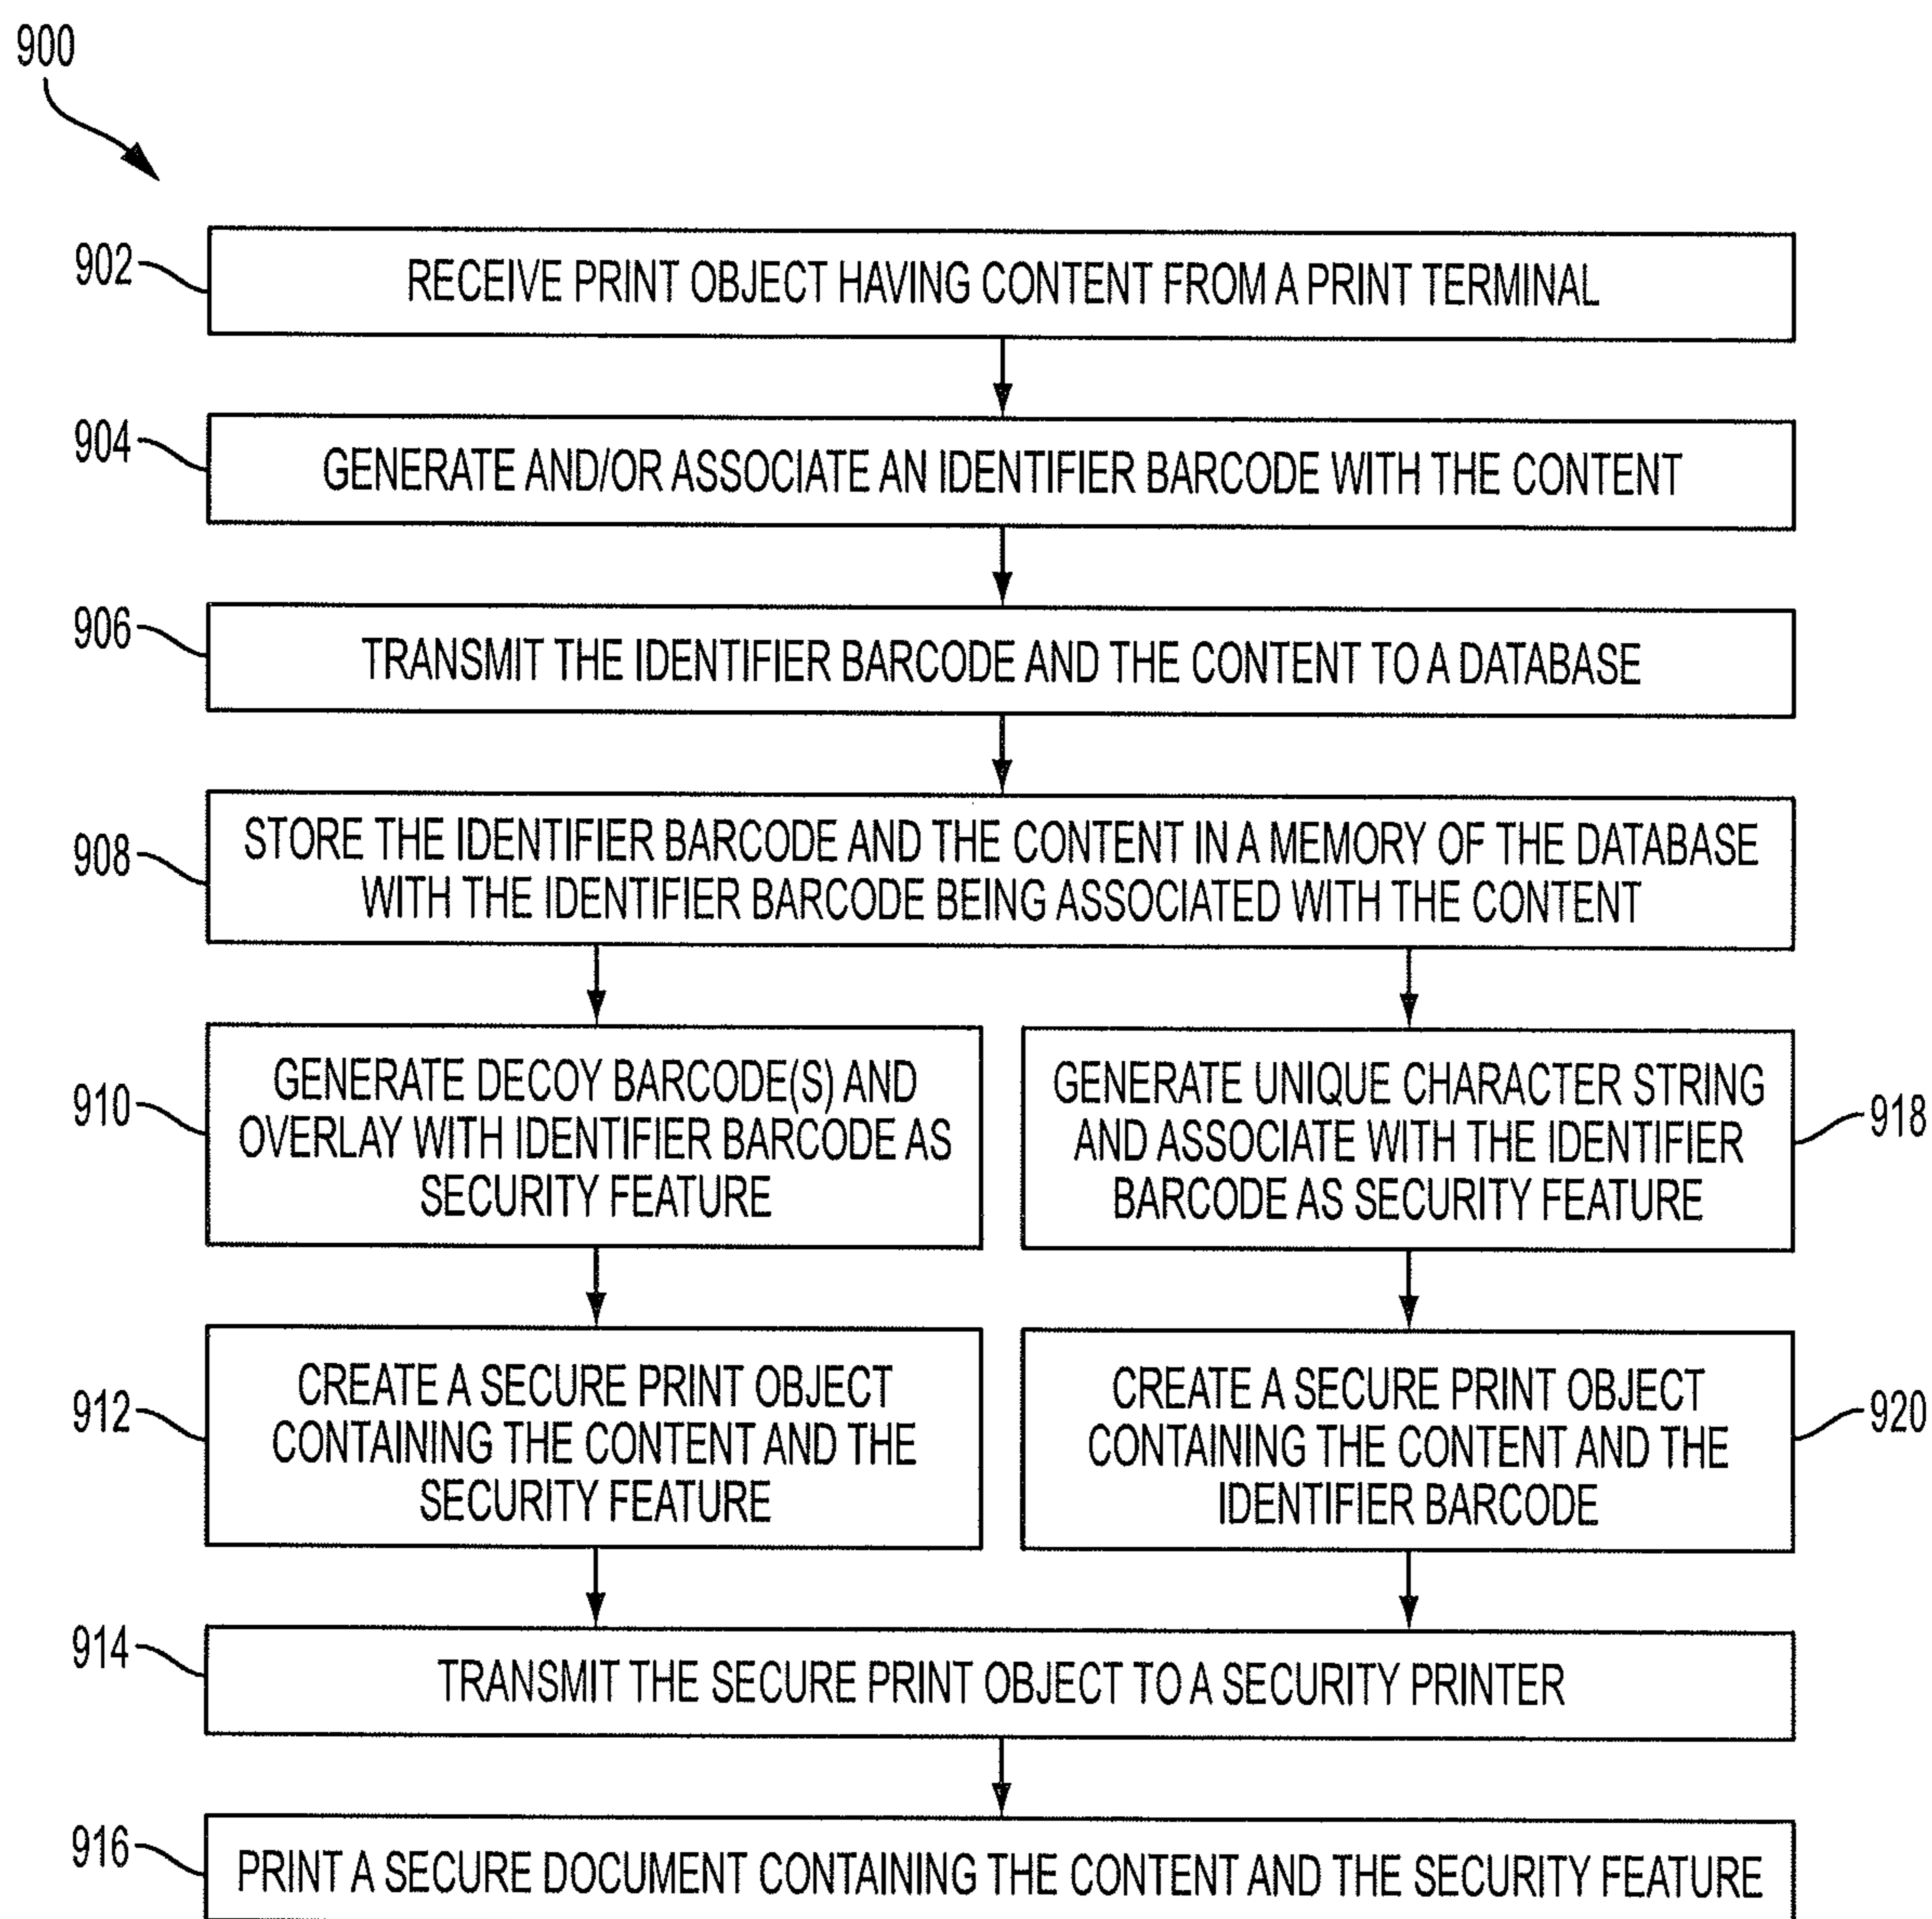 900
902
RECEIVE PRINT OBJECT HAVING CONTENT FROM A PRINT TERMINAL
904
GENERATE AND/OR ASSOCIATE AN IDENTIFIER BARCODE WITH THE CONTENT
906
TRANSMIT THE IDENTIFIER BARCODE AND THE CONTENT TO A DATABASE
908
STORE THE IDENTIFIER BARCODE AND THE CONTENT IN A MEMORY OF THE DATABASE
WITH THE IDENTIFIER BARCODE BEING ASSOCIATED WITH THE CONTENT
910
GENERATE DECOY BARCODE(S) AND
OVERLAY WITH IDENTIFIER BARCODE AS
SECURITY FEATURE
GENERATE UNIQUE CHARACTER STRING
AND ASSOCIATE WITH THE IDENTIFIER
BARCODE AS SECURITY FEATURE
918
912
CREATE A SECURE PRINT OBJECT
CONTAINING THE CONTENT AND THE
SECURITY FEATURE
CREATE A SECURE PRINT OBJECT
CONTAINING THE CONTENT AND THE
IDENTIFIER BARCODE
920
914
TRANSMIT THE SECURE PRINT OBJECT TO A SECURITY PRINTER
916
PRINT A SECURE DOCUMENT CONTAINING THE CONTENT AND THE SECURITY FEATURE